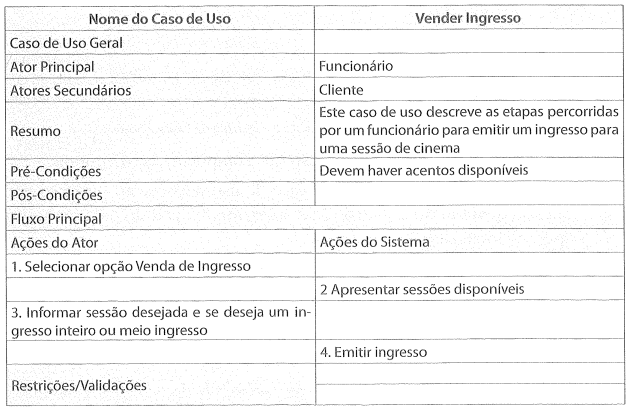 Nome do Caso de Uso Vender Ingresso
Caso de Uso Geral
Ator Principal Funcionário
Atores Secundários Cliente
Resumo
Este caso de uso descreve as etapas percorridas
por um funcionário para emitir um ingresso para
uma sessão de cinema
Pré-Condições Devem haver acentos disponíveis
Pós-Condições
Fluxo Principal
Ações do Ator Ações do Sistema
1. Selecionar opção Venda de Ingresso
2 Apresentar sessões disponíveis
3. Informar sessão desejada e se deseja um in-
gresso inteiro ou meio ingresso
4. Emitir ingresso
Restrições/Validações